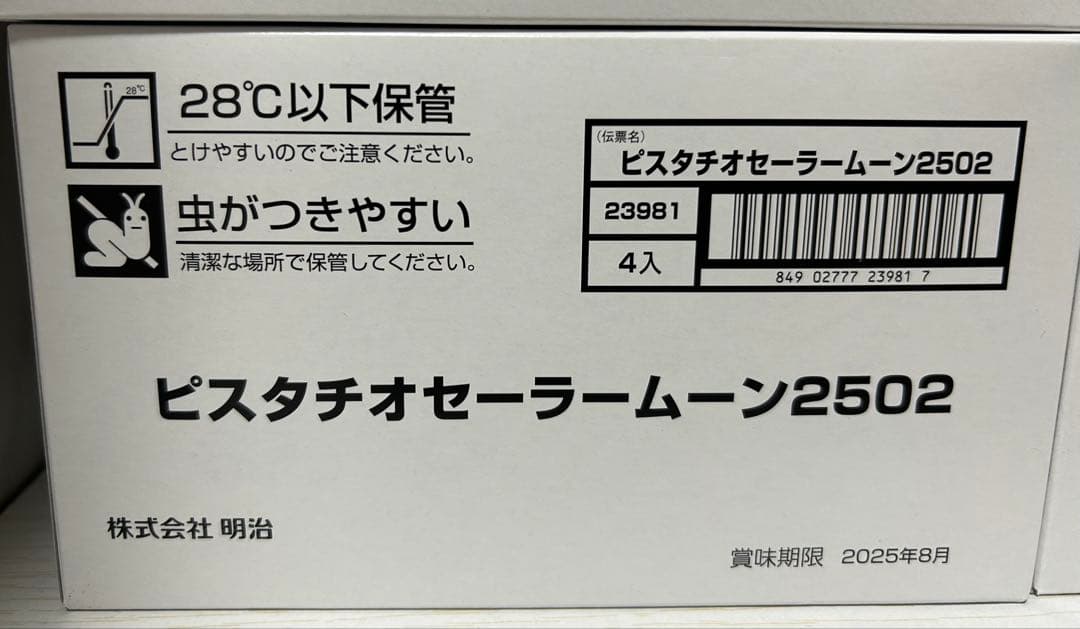 28℃
28℃以下保管
とけやすいのでご注意ください。
虫がつきやすい
清潔な場所で保管してください。
(伝票名)
ピスタチオセーラームーン2502
23981
4入
849 02777 23981 7
ピスタチオセーラームーン2502
株式会社 明治
賞味期限 2025年8月